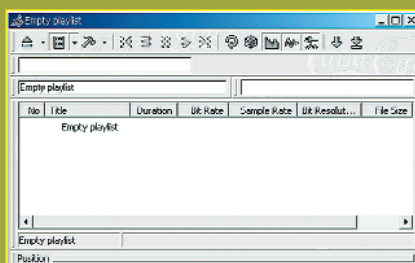 Empty playlist
Empty playlist
No Title Duration Bit Rate Sample Rate Bit Resolut... File Size
Empty playlist
Empty playlist
Position